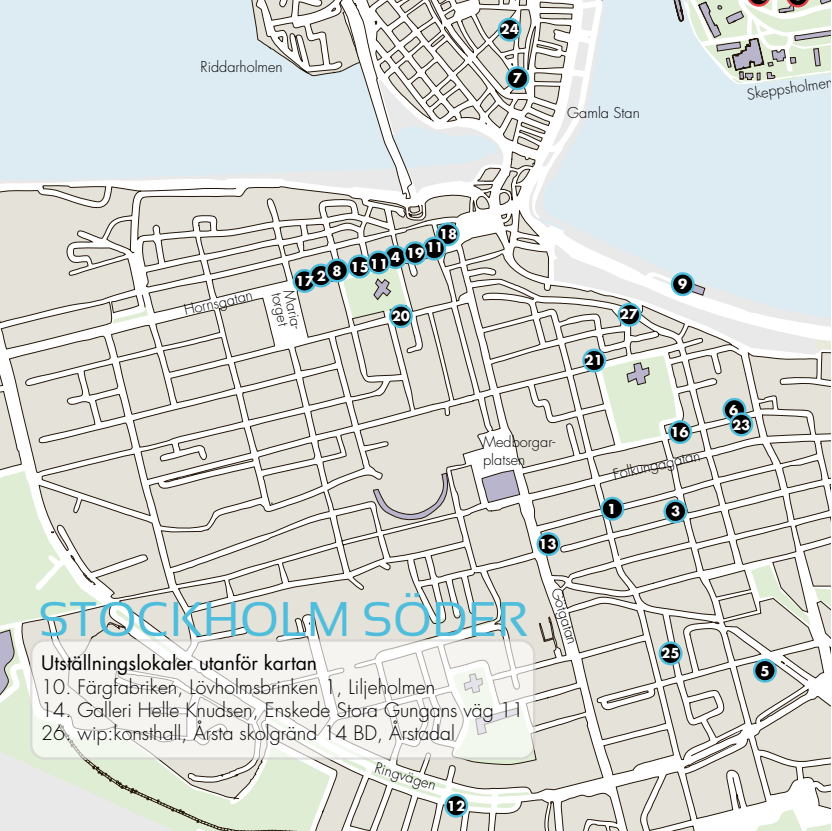 24
Riddarholmen
7
Skeppsholmen
Gamla Stan
18
11
19
4
11
15
8
2
17
9
Hornsgatan
Maria-
torget
20
27
21
6
23
16
Medborgar-
platsen
Folkungagatan
1
3
13
Götgatan
STOCKHOLM SÖDER
Utställningslokaler utanför kartan
10. Färgfabriken, Lövholmsbrinken 1, Liljeholmen
14. Galleri Helle Knudsen, Enskede Stora Gungans väg 11
26. wip:konsthall, Årsta skolgränd 14 BD, Årstadal
25
5
Ringvägen
12